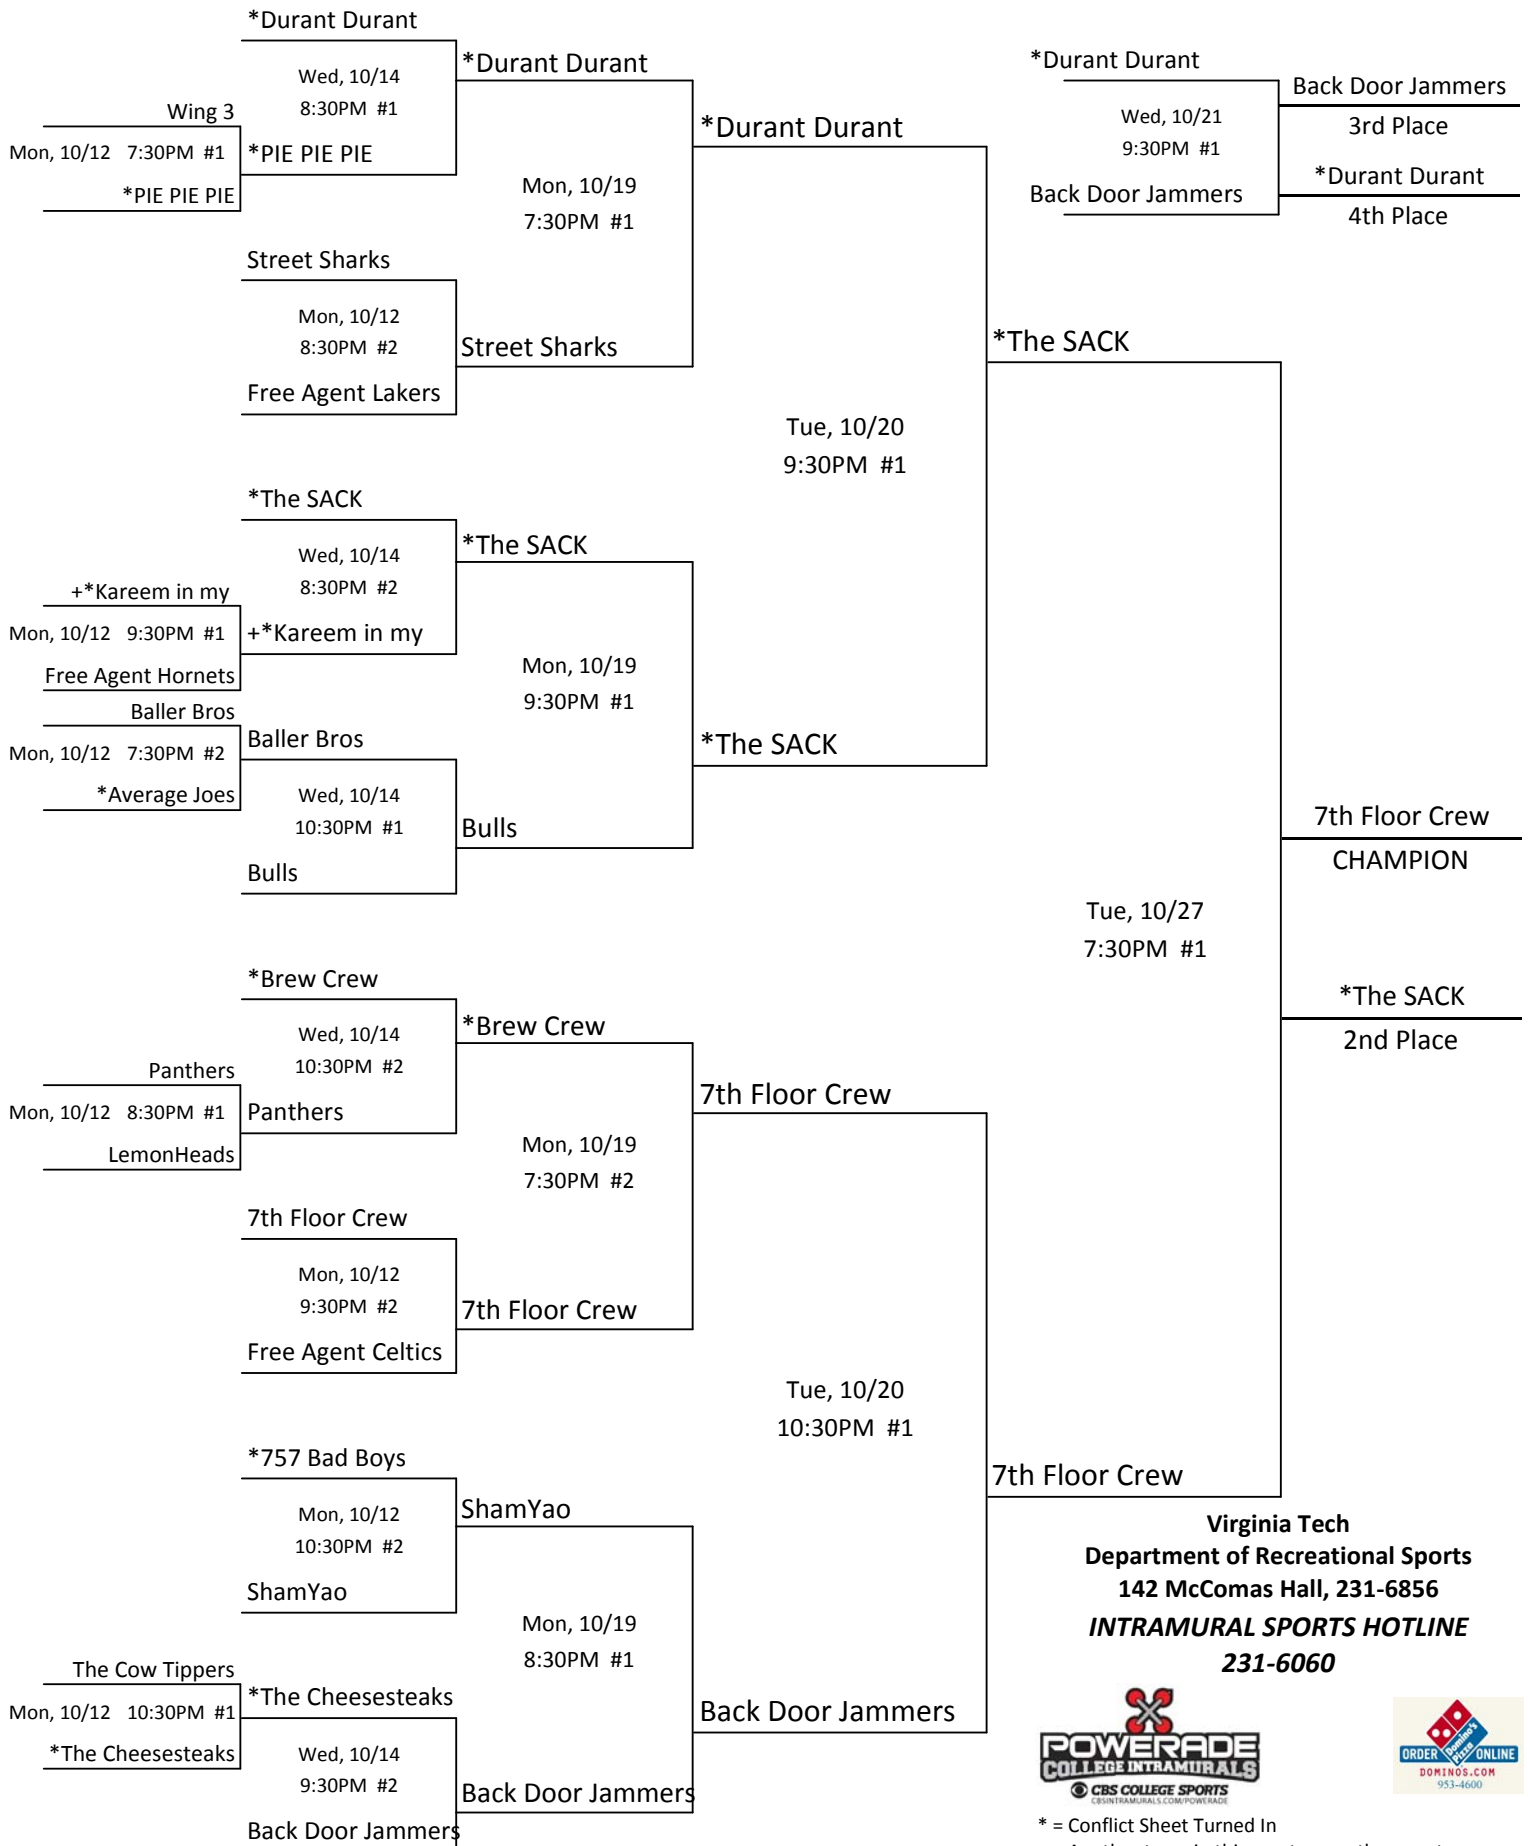 *Durant Durant
Wed, 10/14
8:30PM #1
Wing 3
Mon, 10/12 7:30PM #1
*PIE PIE PIE
*PIE PIE PIE
*Durant Durant
Mon, 10/19
7:30PM #1
Street Sharks
Mon, 10/12
8:30PM #2
Free Agent Lakers
Street Sharks
*Durant Durant
Tue, 10/20
9:30PM #1
*The SACK
Wed, 10/14
8:30PM #2
+*Kareem in my
Mon, 10/12 9:30PM #1
Free Agent Hornets
+*Kareem in my
*The SACK
Mon, 10/19
9:30PM #1
Baller Bros
Mon, 10/12 7:30PM #2
*Average Joes
Baller Bros
Wed, 10/14
10:30PM #1
Bulls
Bulls
*The SACK
*The SACK
Tue, 10/27
7:30PM #1
*Brew Crew
Wed, 10/14
10:30PM #2
Panthers
Mon, 10/12 8:30PM #1
LemonHeads
Panthers
*Brew Crew
Mon, 10/19
7:30PM #2
7th Floor Crew
Mon, 10/12
9:30PM #2
Free Agent Celtics
7th Floor Crew
7th Floor Crew
Tue, 10/20
10:30PM #1
*757 Bad Boys
Mon, 10/12
10:30PM #2
ShamYao
ShamYao
Mon, 10/19
8:30PM #1
The Cow Tippers
Mon, 10/12 10:30PM #1
*The Cheesesteaks
*The Cheesesteaks
Wed, 10/14
9:30PM #2
Back Door Jammers
Back Door Jammers
Back Door Jammers
7th Floor Crew
*Durant Durant
Wed, 10/21
9:30PM #1
Back Door Jammers
Back Door Jammers
3rd Place
*Durant Durant
4th Place
7th Floor Crew
CHAMPION
*The SACK
2nd Place
Virginia Tech
Department of Recreational Sports
142 McComas Hall, 231-6856
INTRAMURAL SPORTS HOTLINE
231-6060
POWERADE
COLLEGE INTRAMURALS
CBS COLLEGE SPORTS
CBSINTRAMURALS.COM/POWERADE
ORDER Domino's Pizza ONLINE
DOMINOS.COM
953-4600
* = Conflict Sheet Turned In